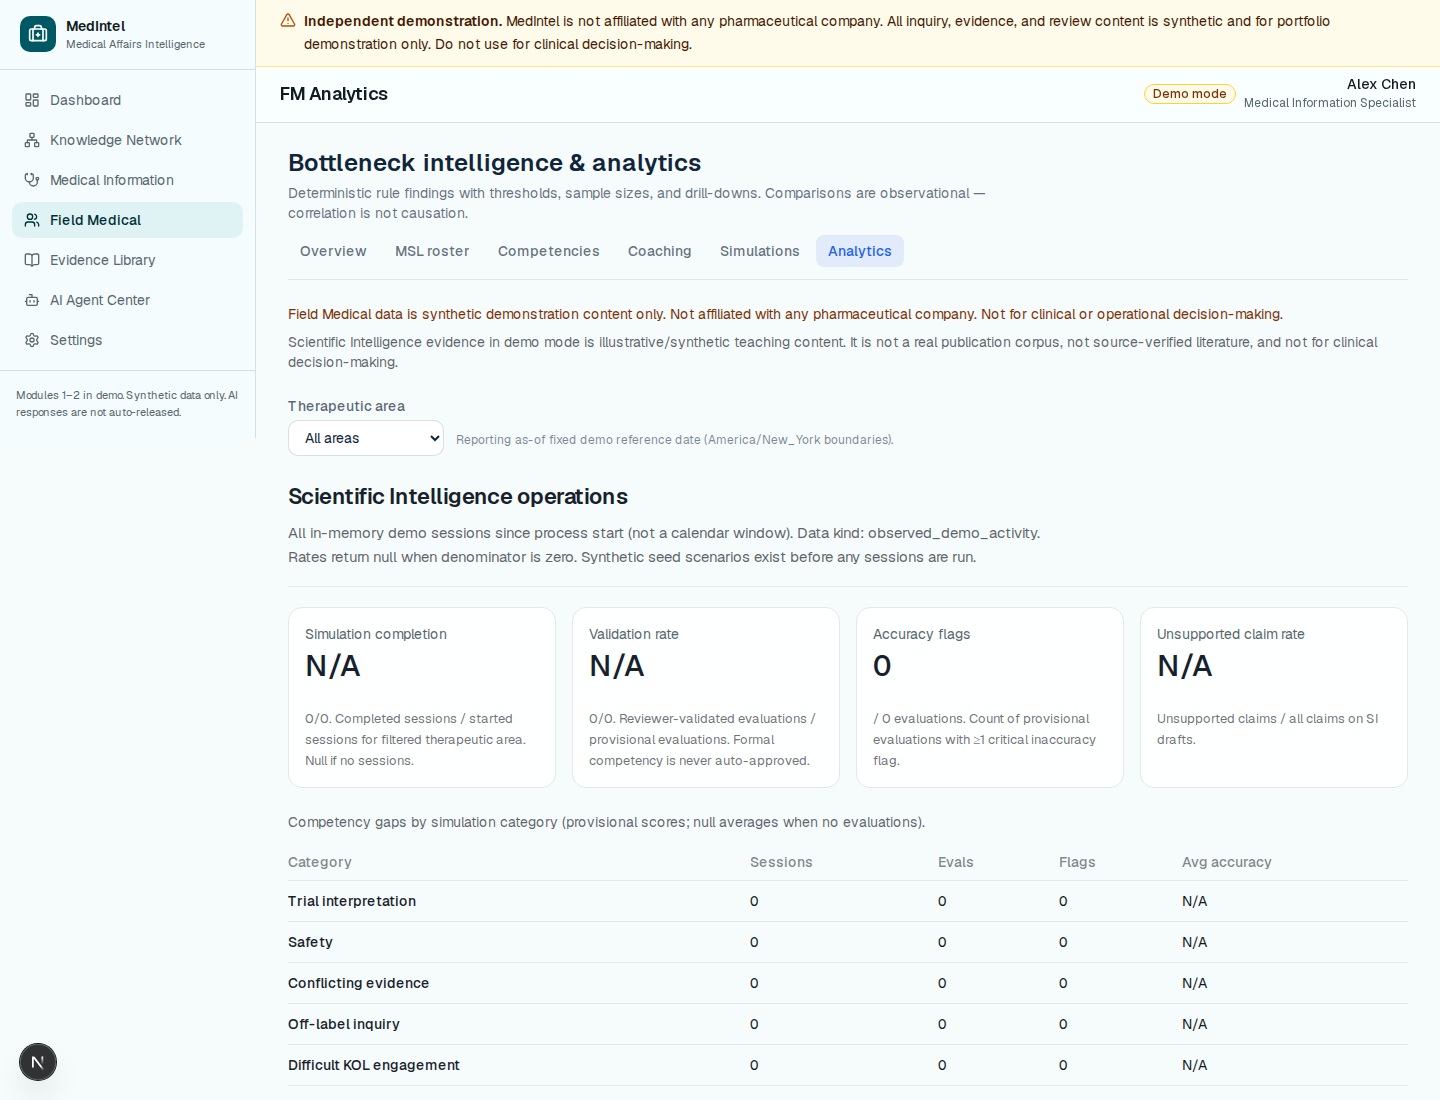 MedIntel
Medical Affairs Intelligence
Dashboard
Knowledge Network
Medical Information
Field Medical
Evidence Library
AI Agent Center
Settings
Modules 1–2 in demo. Synthetic data only. AI
responses are not auto-released.
Independent demonstration. MedIntel is not affiliated with any pharmaceutical company. All inquiry, evidence, and review content is synthetic and for portfolio
demonstration only. Do not use for clinical decision-making.
FM Analytics
Demo mode
Alex Chen
Medical Information Specialist
Bottleneck intelligence & analytics
Deterministic rule findings with thresholds, sample sizes, and drill-downs. Comparisons are observational —
correlation is not causation.
Overview MSL roster Competencies Coaching Simulations Analytics
Field Medical data is synthetic demonstration content only. Not affiliated with any pharmaceutical company. Not for clinical or operational decision-making.
Scientific Intelligence evidence in demo mode is illustrative/synthetic teaching content. It is not a real publication corpus, not source-verified literature, and not for clinical
decision-making.
Therapeutic area
All areas
Reporting as-of fixed demo reference date (America/New_York boundaries).
Scientific Intelligence operations
All in-memory demo sessions since process start (not a calendar window). Data kind: observed_demo_activity.
Rates return null when denominator is zero. Synthetic seed scenarios exist before any sessions are run.
Simulation completion
N/A
0/0. Completed sessions / started
sessions for filtered therapeutic area.
Null if no sessions.
Validation rate
N/A
0/0. Reviewer-validated evaluations /
provisional evaluations. Formal
competency is never auto-approved.
Accuracy flags
0
/ 0 evaluations. Count of provisional
evaluations with ≥1 critical inaccuracy
flag.
Unsupported claim rate
N/A
Unsupported claims / all claims on SI
drafts.
Competency gaps by simulation category (provisional scores; null averages when no evaluations).
Category Sessions Evals Flags Avg accuracy
Trial interpretation 0 0 0 N/A
Safety 0 0 0 N/A
Conflicting evidence 0 0 0 N/A
Off-label inquiry 0 0 0 N/A
Difficult KOL engagement 0 0 0 N/A
N